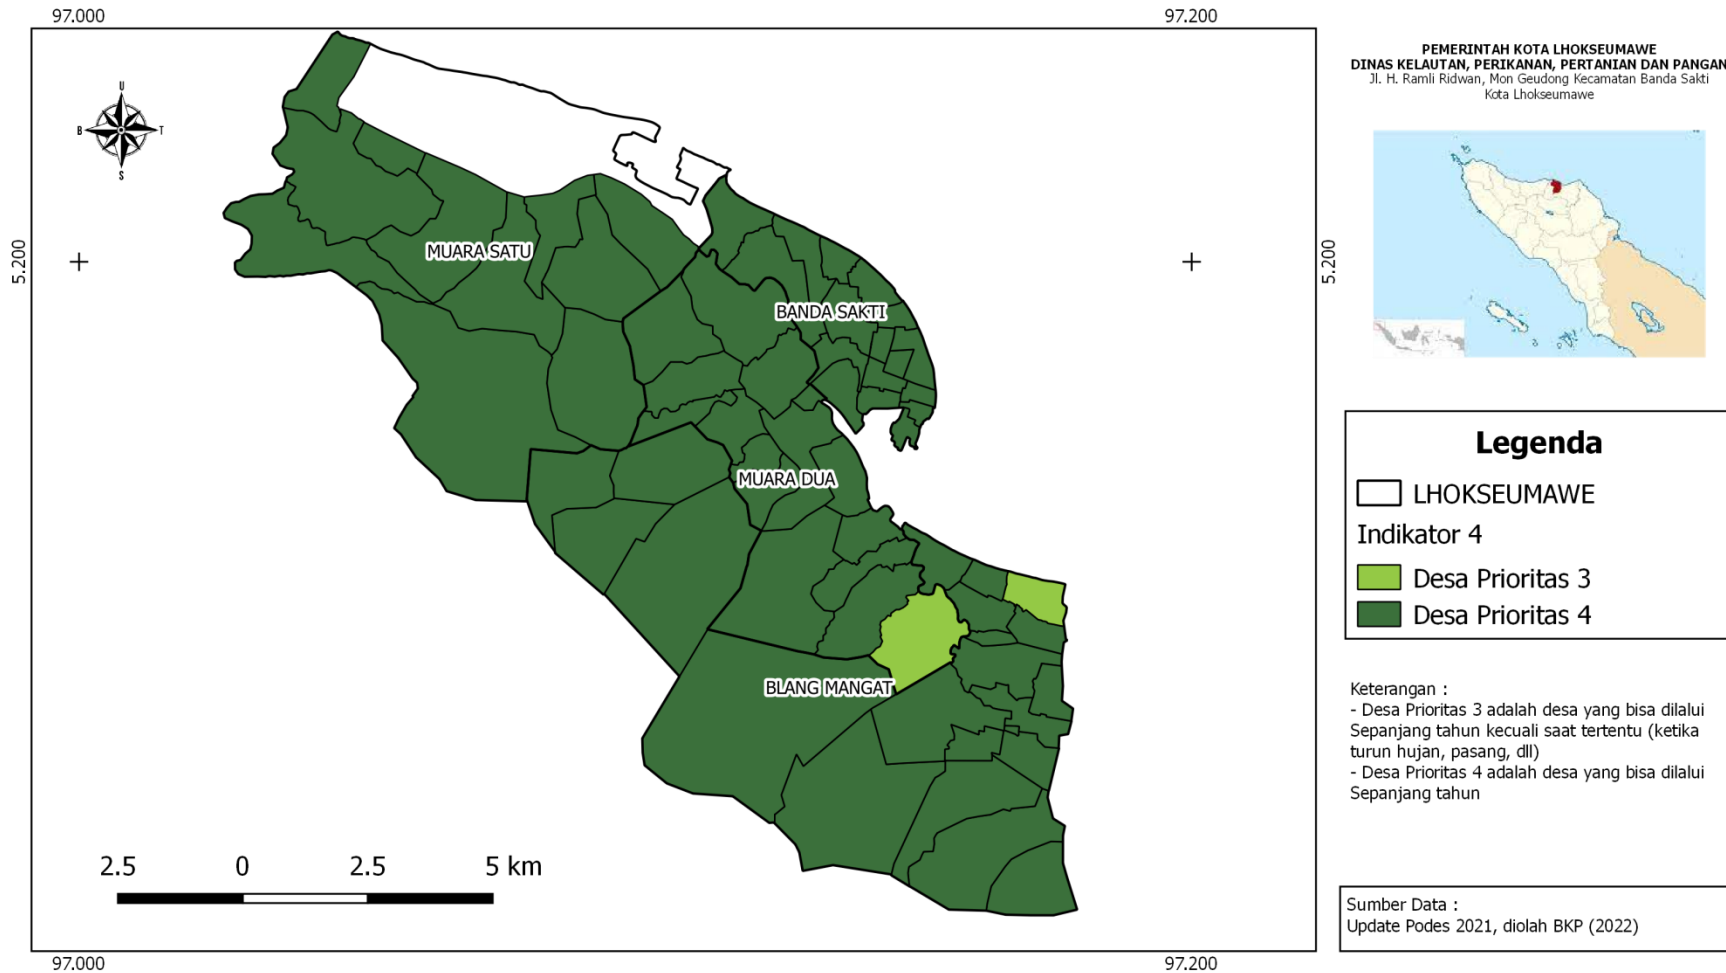 97.000
97.200
PEMERINTAH KOTA LHOKSEUMAWE
DINAS KELAUTAN, PERIKANAN, PERTANIAN DAN PANGAN
Jl. H. Ramli Ridwan, Mon Geudong Kecamatan Banda Sakti
Kota Lhokseumawe
U
B
T
S
5.200
5.200
MUARA SATU
BANDA SAKTI
MUARA DUA
BLANG MANGAT
Legenda
LHOKSEUMAWE
Indikator 4
Desa Prioritas 3
Desa Prioritas 4
Keterangan :
- Desa Prioritas 3 adalah desa yang bisa dilalui
Sepanjang tahun kecuali saat tertentu (ketika
turun hujan, pasang, dll)
- Desa Prioritas 4 adalah desa yang bisa dilalui
Sepanjang tahun
2.5 0 2.5 5 km
Sumber Data :
Update Podes 2021, diolah BKP (2022)
97.000
97.200